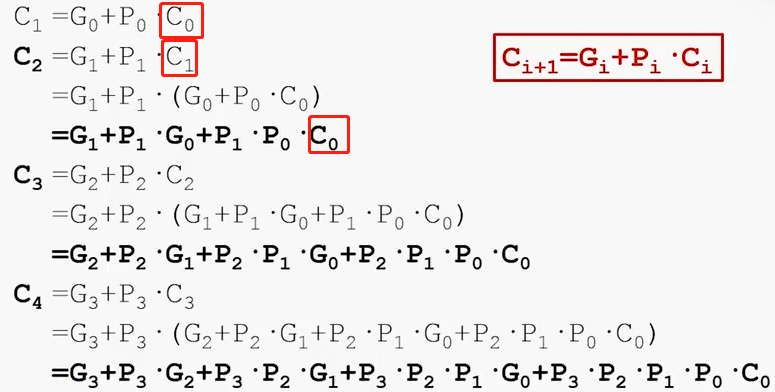 C₁ =G₀+P₀·C₀
C₂ =G₁+P₁·C₁
Cᵢ₊₁=Gᵢ+Pᵢ·Cᵢ
=G₁+P₁·(G₀+P₀·C₀)
=G₁+P₁·G₀+P₁·P₀·C₀
C₃ =G₂+P₂·C₂
=G₂+P₂·(G₁+P₁·G₀+P₁·P₀·C₀)
=G₂+P₂·G₁+P₂·P₁·G₀+P₂·P₁·P₀·C₀
C₄ =G₃+P₃·C₃
=G₃+P₃·(G₂+P₂·G₁+P₂·P₁·G₀+P₂·P₁·P₀·C₀)
=G₃+P₃·G₂+P₃·P₂·G₁+P₃·P₂·P₁·G₀+P₃·P₂·P₁·P₀·C₀